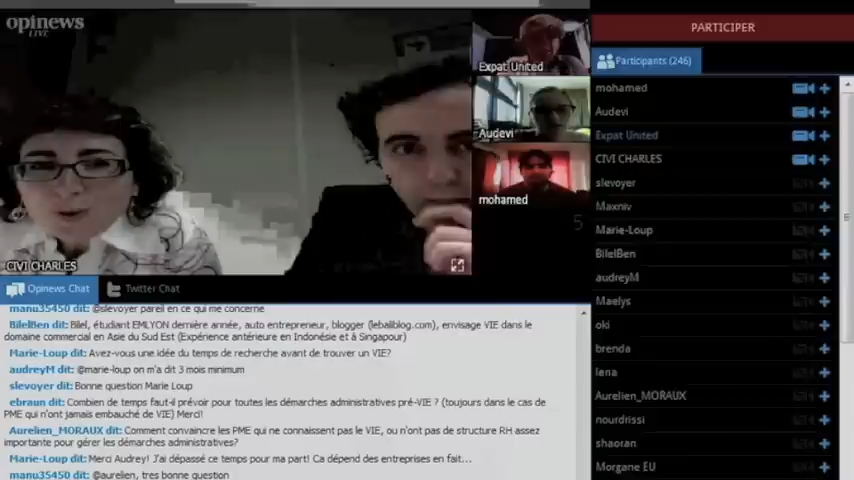 opinews
LIVE
CIVI CHARLES
Expat United
Audevi
mohamed
5
PARTICIPER
Participants (246)
mohamed
Audevi
Expat United
CIVI CHARLES
slevoyer
Maxniv
Marie-Loup
BilelBen
audreyM
Maelys
oki
brenda
lena
Aurelien_MORAUX
nourdrissi
shaoran
Morgane EU
Opinews Chat
Twitter Chat
manu35450 dit: @slevoyer pareil en ce qui me concerne
BilelBen dit: Bilel, étudiant EMLYON dernière année, auto entrepreneur, blogger (lebaliblog.com), envisage VIE dans le
domaine commercial en Asie du Sud Est (Expérience antérieure en Indonésie et à Singapour)
Marie-Loup dit: Avez-vous une idée du temps de recherche avant de trouver un VIE?
audreyM dit: @marie-loup on m'a dit 3 mois minimum
slevoyer dit: Bonne question Marie Loup
ebraun dit: Combien de temps faut-il prévoir pour toutes les démarches administratives pré-VIE ? (toujours dans le cas de
PME qui n'ont jamais embauché de VIE) Merci!
Aurelien_MORAUX dit: Comment convaincre les PME qui ne connaissent pas le VIE, ou n'ont pas de structure RH assez
importante pour gérer les démarches administratives?
Marie-Loup dit: Merci Audrey! J'ai dépassé ce temps pour ma part! Ca dépend des entreprises en fait...
manu35450 dit: @aurelien, tres bonne question